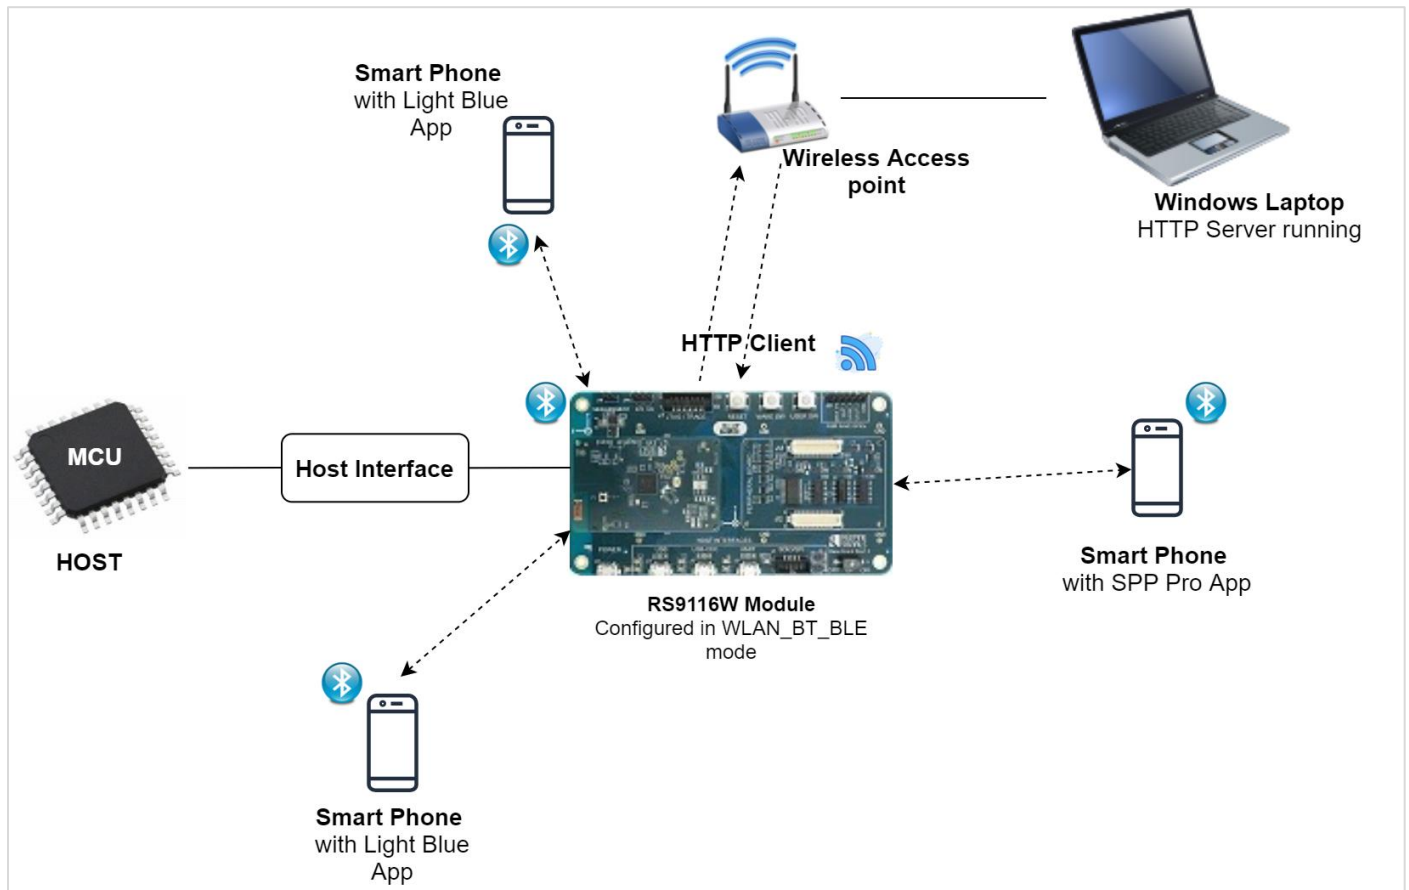 Smart Phone
with Light Blue
App
Wireless Access
point
Windows Laptop
HTTP Server running
HTTP Client
MCU
HOST
Host Interface
RESET
POWER
RS9116W Module
Configured in WLAN_BT_BLE
mode
Smart Phone
with SPP Pro App
Smart Phone
with Light Blue
App